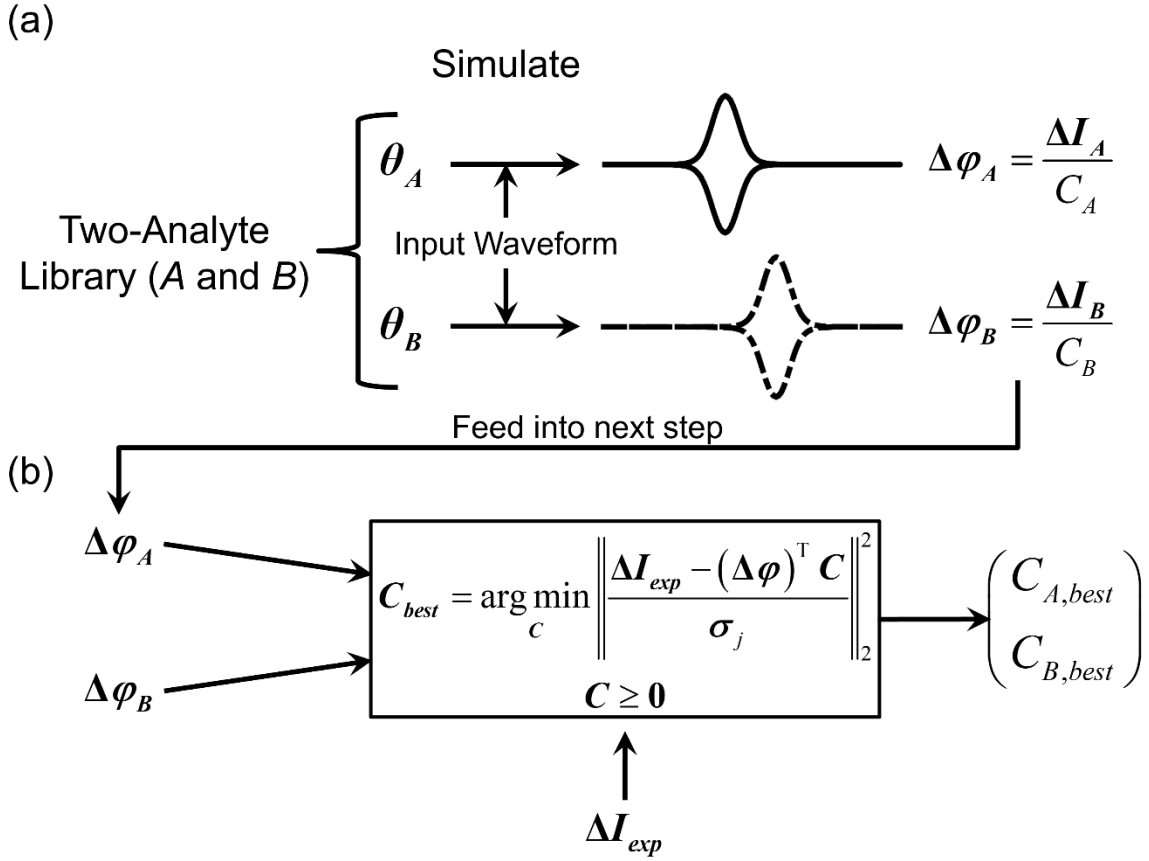 (a)
Simulate
Two-Analyte
Library (A and B)
θ_A
Input Waveform
θ_B
Δφ_A = ΔI_A / C_A
Δφ_B = ΔI_B / C_B
Feed into next step
(b)
Δφ_A
Δφ_B
C_best = arg min_C ‖ (ΔI_exp − (Δφ)^T C) / σ_j ‖_2^2
C ≥ 0
ΔI_exp
C_A,best
C_B,best